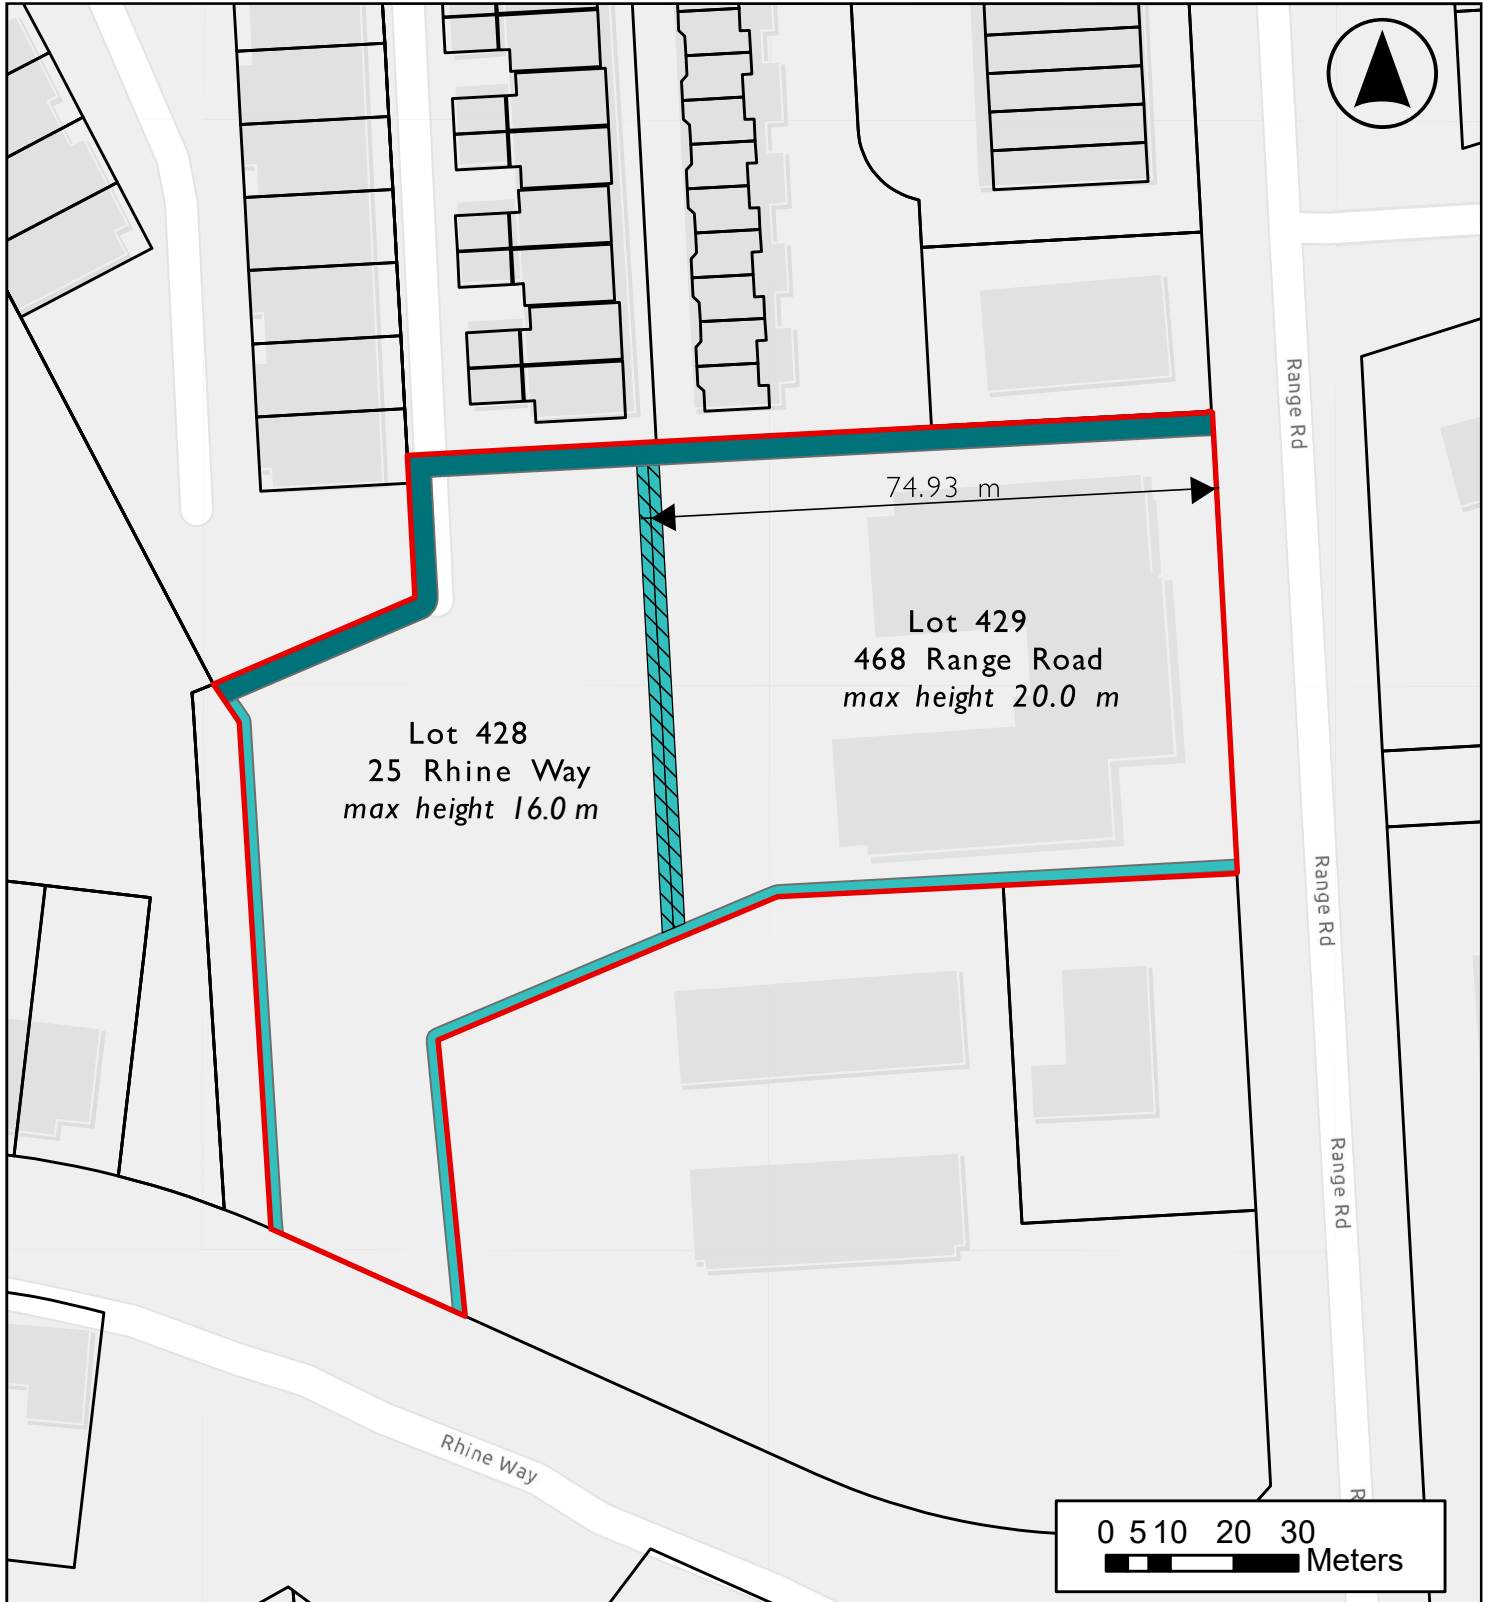 Range Rd
74.93 m
Lot 429
468 Range Road
max height 20.0 m
Lot 428
25 Rhine Way
max height 16.0 m
Range Rd
Range Rd
Rhine Way
R
0 5 10 20 30
Meters